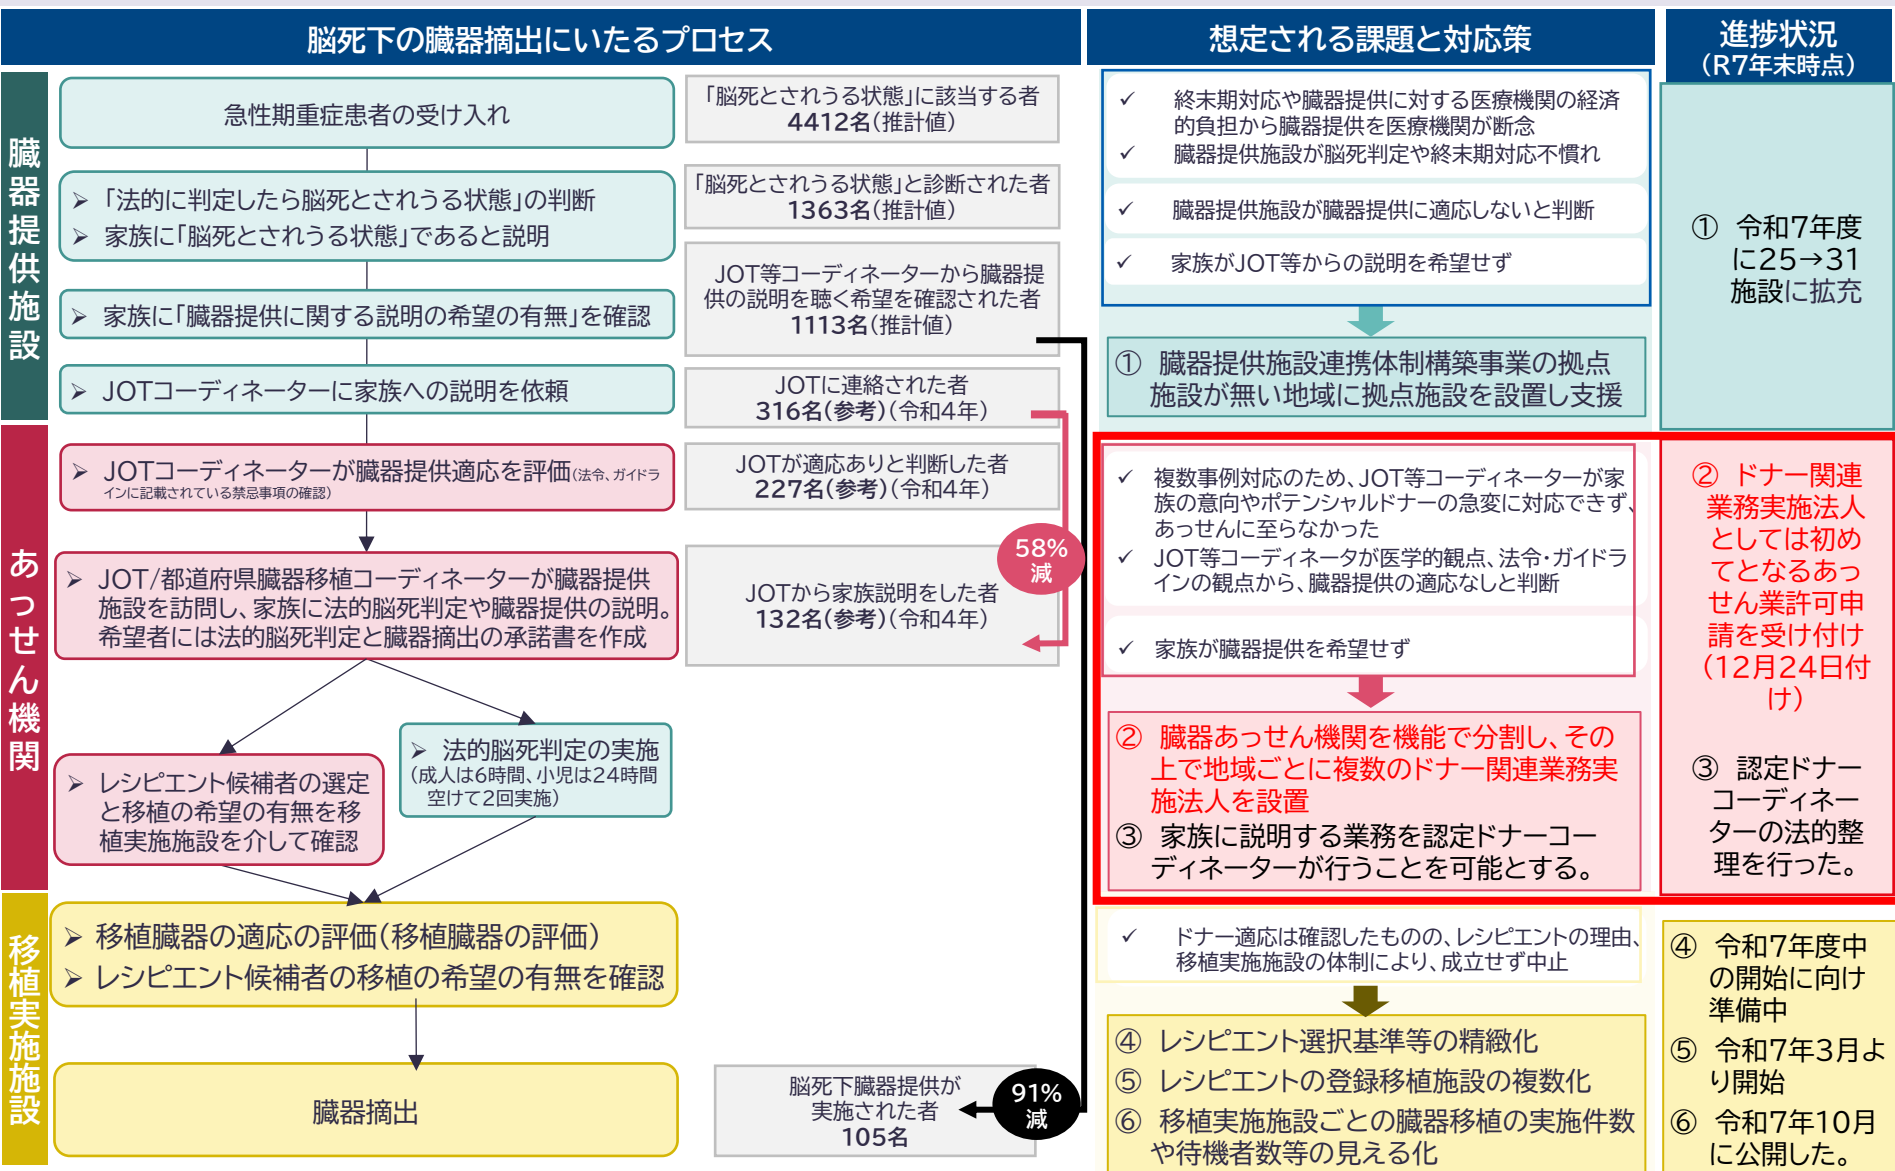 脳死下の臓器摘出にいたるプロセス
想定される課題と対応策
進捗状況
(R7年末時点)
臓器提供施設
急性期重症患者の受け入れ
➢ 「法的に判定したら脳死とされうる状態」の判断
➢ 家族に「脳死とされうる状態」であると説明
➢ 家族に「臓器提供に関する説明の希望の有無」を確認
➢ JOTコーディネーターに家族への説明を依頼
「脳死とされうる状態」に該当する者
4412名(推計値)
「脳死とされうる状態」と診断された者
1363名(推計値)
JOT等コーディネーターから臓器提
供の説明を聴く希望を確認された者
1113名(推計値)
JOTに連絡された者
316名(参考)(令和4年)
✓ 終末期対応や臓器提供に対する医療機関の経済
的負担から臓器提供を医療機関が断念
✓ 臓器提供施設が脳死判定や終末期対応不慣れ
✓ 臓器提供施設が臓器提供に適応しないと判断
✓ 家族がJOT等からの説明を希望せず
① 臓器提供施設連携体制構築事業の拠点
施設が無い地域に拠点施設を設置し支援
① 令和7年度
に25→31
施設に拡充
あっせん機関
➢ JOTコーディネーターが臓器提供適応を評価(法令、ガイドラ
インに記載されている禁忌事項の確認)
➢ JOT/都道府県臓器移植コーディネーターが臓器提供
施設を訪問し、家族に法的脳死判定や臓器提供の説明。
希望者には法的脳死判定と臓器摘出の承諾書を作成
➢ レシピエント候補者の選定
と移植の希望の有無を移
植実施施設を介して確認
➢ 法的脳死判定の実施
(成人は6時間、小児は24時間
空けて2回実施)
JOTが適応ありと判断した者
227名(参考)(令和4年)
JOTから家族説明をした者
132名(参考)(令和4年)
58%
減
✓ 複数事例対応のため、JOT等コーディネーターが家
族の意向やポテンシャルドナーの急変に対応できず、
あっせんに至らなかった
✓ JOT等コーディネータが医学的観点、法令・ガイドラ
インの観点から、臓器提供の適応なしと判断
✓ 家族が臓器提供を希望せず
② 臓器あっせん機関を機能で分割し、その
上で地域ごとに複数のドナー関連業務実
施法人を設置
③ 家族に説明する業務を認定ドナーコー
ディネーターが行うことを可能とする。
② ドナー関連
業務実施法人
としては初め
てとなるあっ
せん業許可申
請を受け付け
(12月24日付
け)
③ 認定ドナー
コーディネー
ターの法的整
理を行った。
移植実施施設
➢ 移植臓器の適応の評価(移植臓器の評価)
➢ レシピエント候補者の移植の希望の有無を確認
臓器摘出
脳死下臓器提供が
実施された者
105名
91%
減
✓ ドナー適応は確認したものの、レシピエントの理由、
移植実施施設の体制により、成立せず中止
④ レシピエント選択基準等の精緻化
⑤ レシピエントの登録移植施設の複数化
⑥ 移植実施施設ごとの臓器移植の実施件数
や待機者数等の見える化
④ 令和7年度中
の開始に向け
準備中
⑤ 令和7年3月よ
り開始
⑥ 令和7年10月
に公開した。